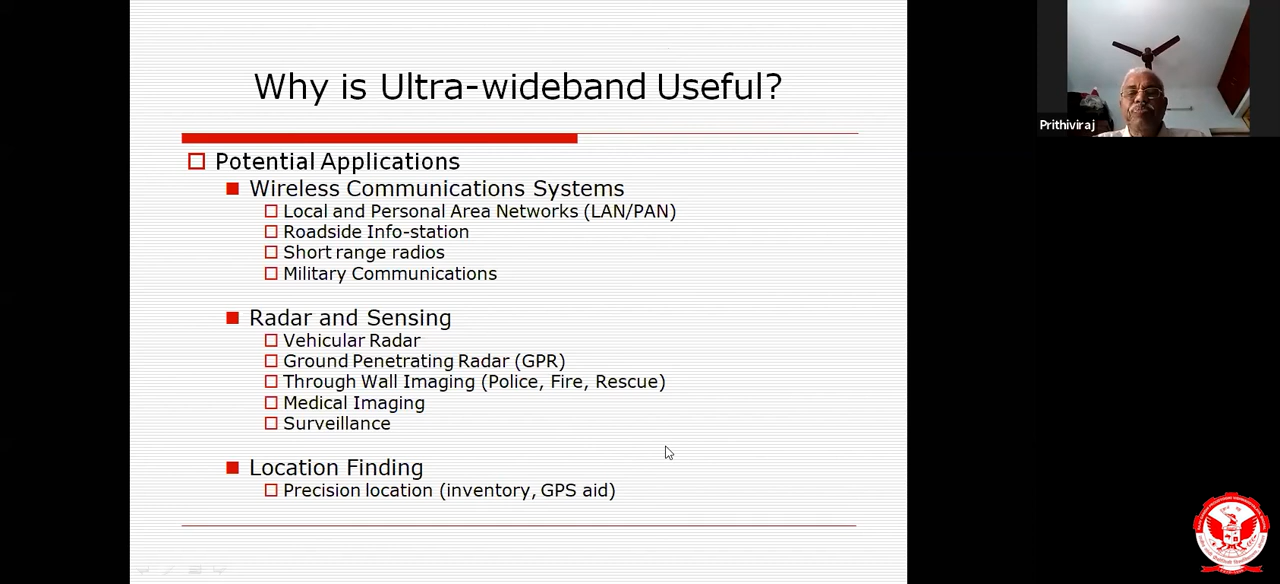 Why is Ultra-wideband Useful?
Potential Applications
Wireless Communications Systems
Local and Personal Area Networks (LAN/PAN)
Roadside Info-station
Short range radios
Military Communications
Radar and Sensing
Vehicular Radar
Ground Penetrating Radar (GPR)
Through Wall Imaging (Police, Fire, Rescue)
Medical Imaging
Surveillance
Location Finding
Precision location (inventory, GPS aid)
Prithiviraj